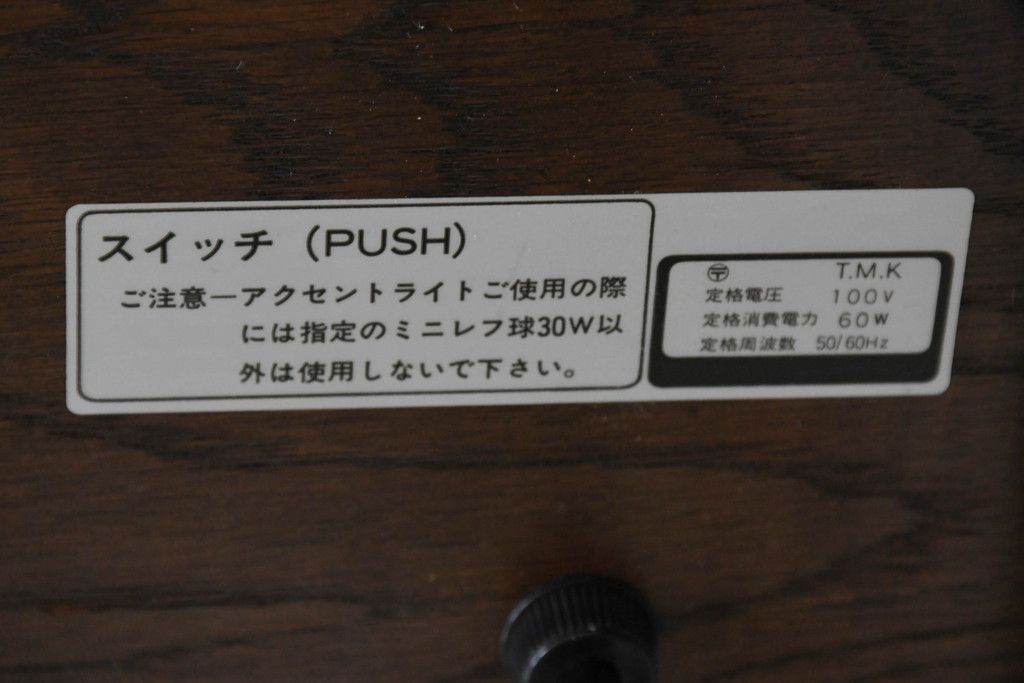 スイッチ (PUSH)
ご注意―アクセントライトご使用の際
には指定のミニレフ球30W以
外は使用しないで下さい。
〶 T.M.K
定格電圧 100V
定格消費電力 60W
定格周波数 50/60Hz